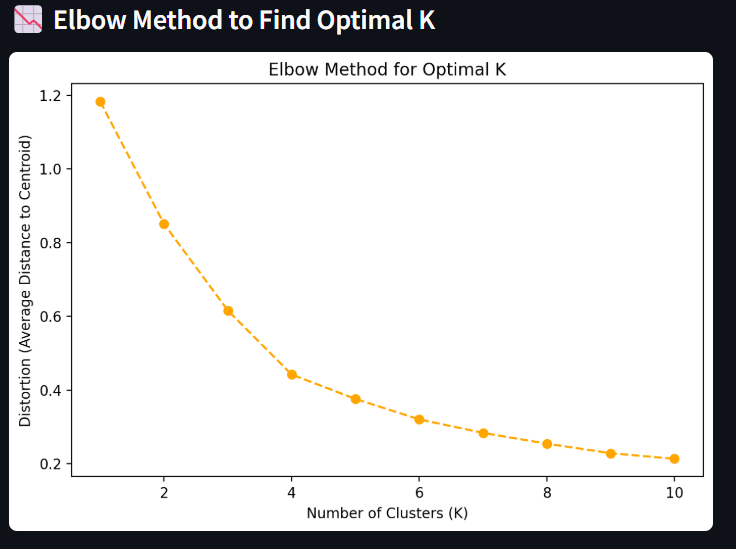 Elbow Method to Find Optimal K
Elbow Method for Optimal K
Distortion (Average Distance to Centroid)
1.2
1.0
0.8
0.6
0.4
0.2
2 4 6 8 10
Number of Clusters (K)